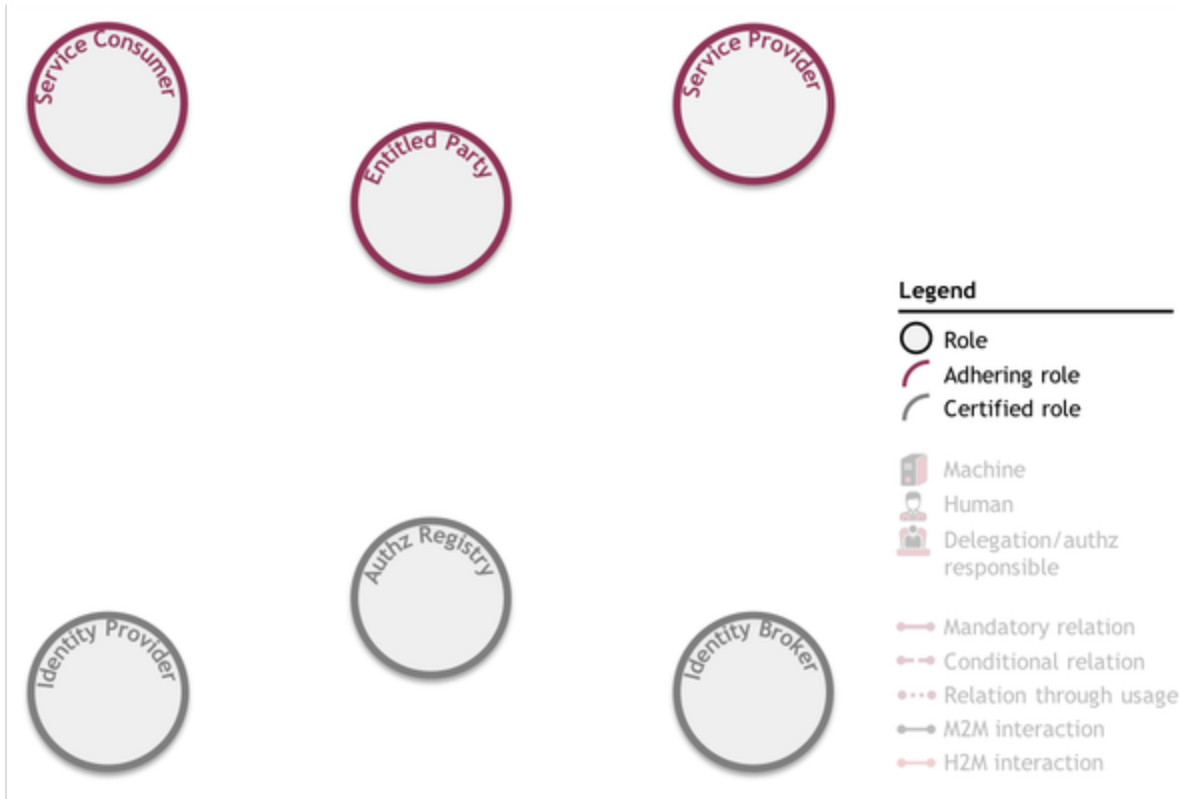 Service Consumer
Service Provider
Entitled Party
Legend
Role
Adhering role
Certified role
Machine
Human
Delegation/authz
responsible
Authz Registry
Identity Provider
Identity Broker
Mandatory relation
Conditional relation
Relation through usage
M2M interaction
H2M interaction